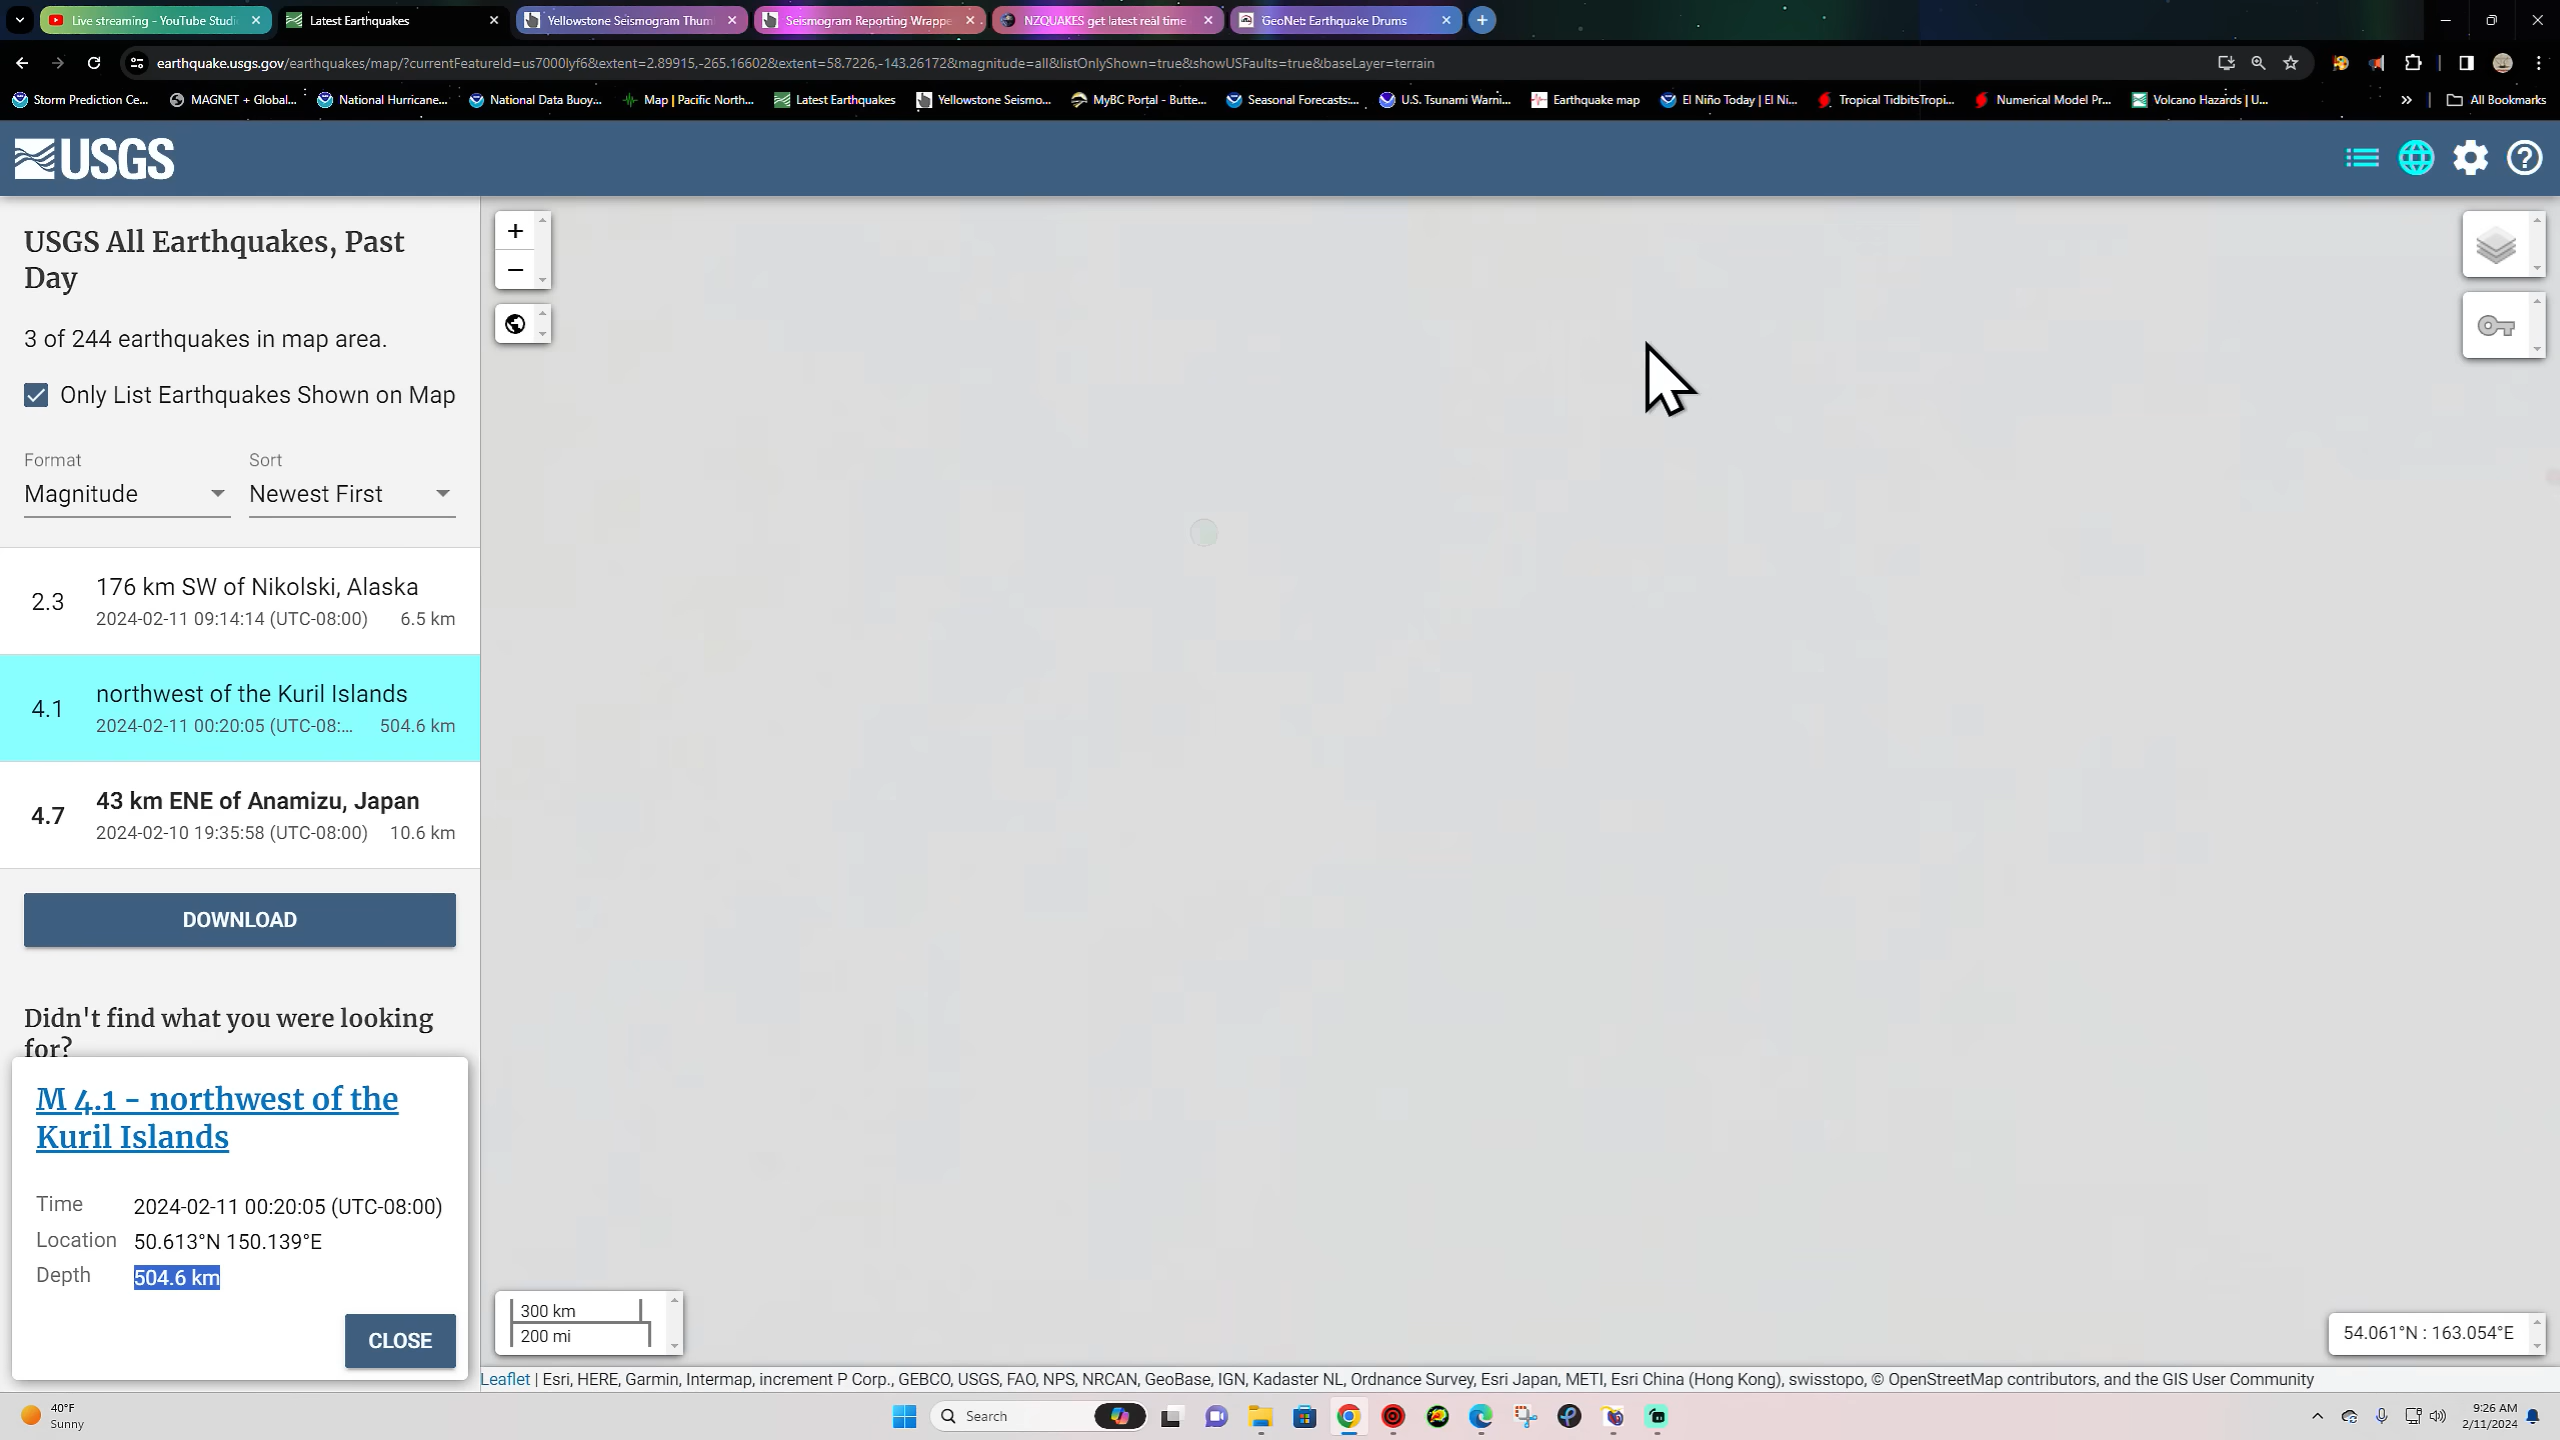 Live streaming - YouTube Studi
Latest Earthquakes
Yellowstone Seismogram Thum
Seismogram Reporting Wrappe
NZQUAKES get latest real time
GeoNet: Earthquake Drums
earthquake.usgs.gov/earthquakes/map/?currentFeatureId=us7000lyf6&extent=2.89915,-265.16602&extent=58.7226,-143.26172&magnitude=all&listOnlyShown=true&showUSFaults=true&baseLayer=terrain
Storm Prediction Ce...
MAGNET + Global...
National Hurricane...
National Data Buoy...
Map | Pacific North...
Latest Earthquakes
Yellowstone Seismo...
MyBC Portal - Butte...
Seasonal Forecasts:...
U.S. Tsunami Warni...
Earthquake map
El Niño Today | El Ni...
Tropical TidbitsTropi...
Numerical Model Pr...
Volcano Hazards | U...
»
All Bookmarks
USGS
USGS All Earthquakes, Past
Day
3 of 244 earthquakes in map area.
Only List Earthquakes Shown on Map
Format
Sort
Magnitude
Newest First
2.3
176 km SW of Nikolski, Alaska
2024-02-11 09:14:14 (UTC-08:00)
6.5 km
4.1
northwest of the Kuril Islands
2024-02-11 00:20:05 (UTC-08:...
504.6 km
4.7
43 km ENE of Anamizu, Japan
2024-02-10 19:35:58 (UTC-08:00)
10.6 km
DOWNLOAD
Didn't find what you were looking
for?
M 4.1 - northwest of the
Kuril Islands
Time
2024-02-11 00:20:05 (UTC-08:00)
Location
50.613°N 150.139°E
Depth
504.6 km
CLOSE
+
−
300 km
200 mi
54.061°N : 163.054°E
Leaflet | Esri, HERE, Garmin, Intermap, increment P Corp., GEBCO, USGS, FAO, NPS, NRCAN, GeoBase, IGN, Kadaster NL, Ordnance Survey, Esri Japan, METI, Esri China (Hong Kong), swisstopo, © OpenStreetMap contributors, and the GIS User Community
40°F
Sunny
Search
9:26 AM
2/11/2024